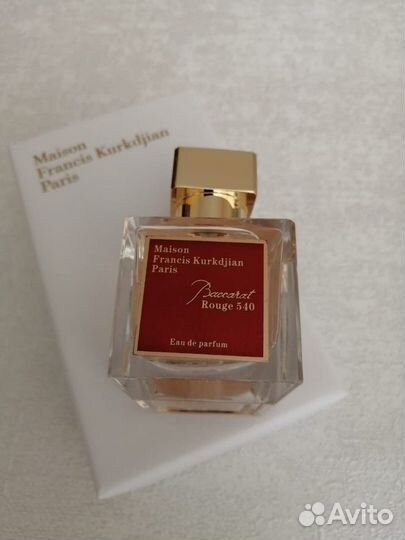 Maison
Francis Kurkdjian
Paris
Maison
Francis Kurkdjian
Paris
Baccarat
Rouge 540
Eau de parfum
Avito